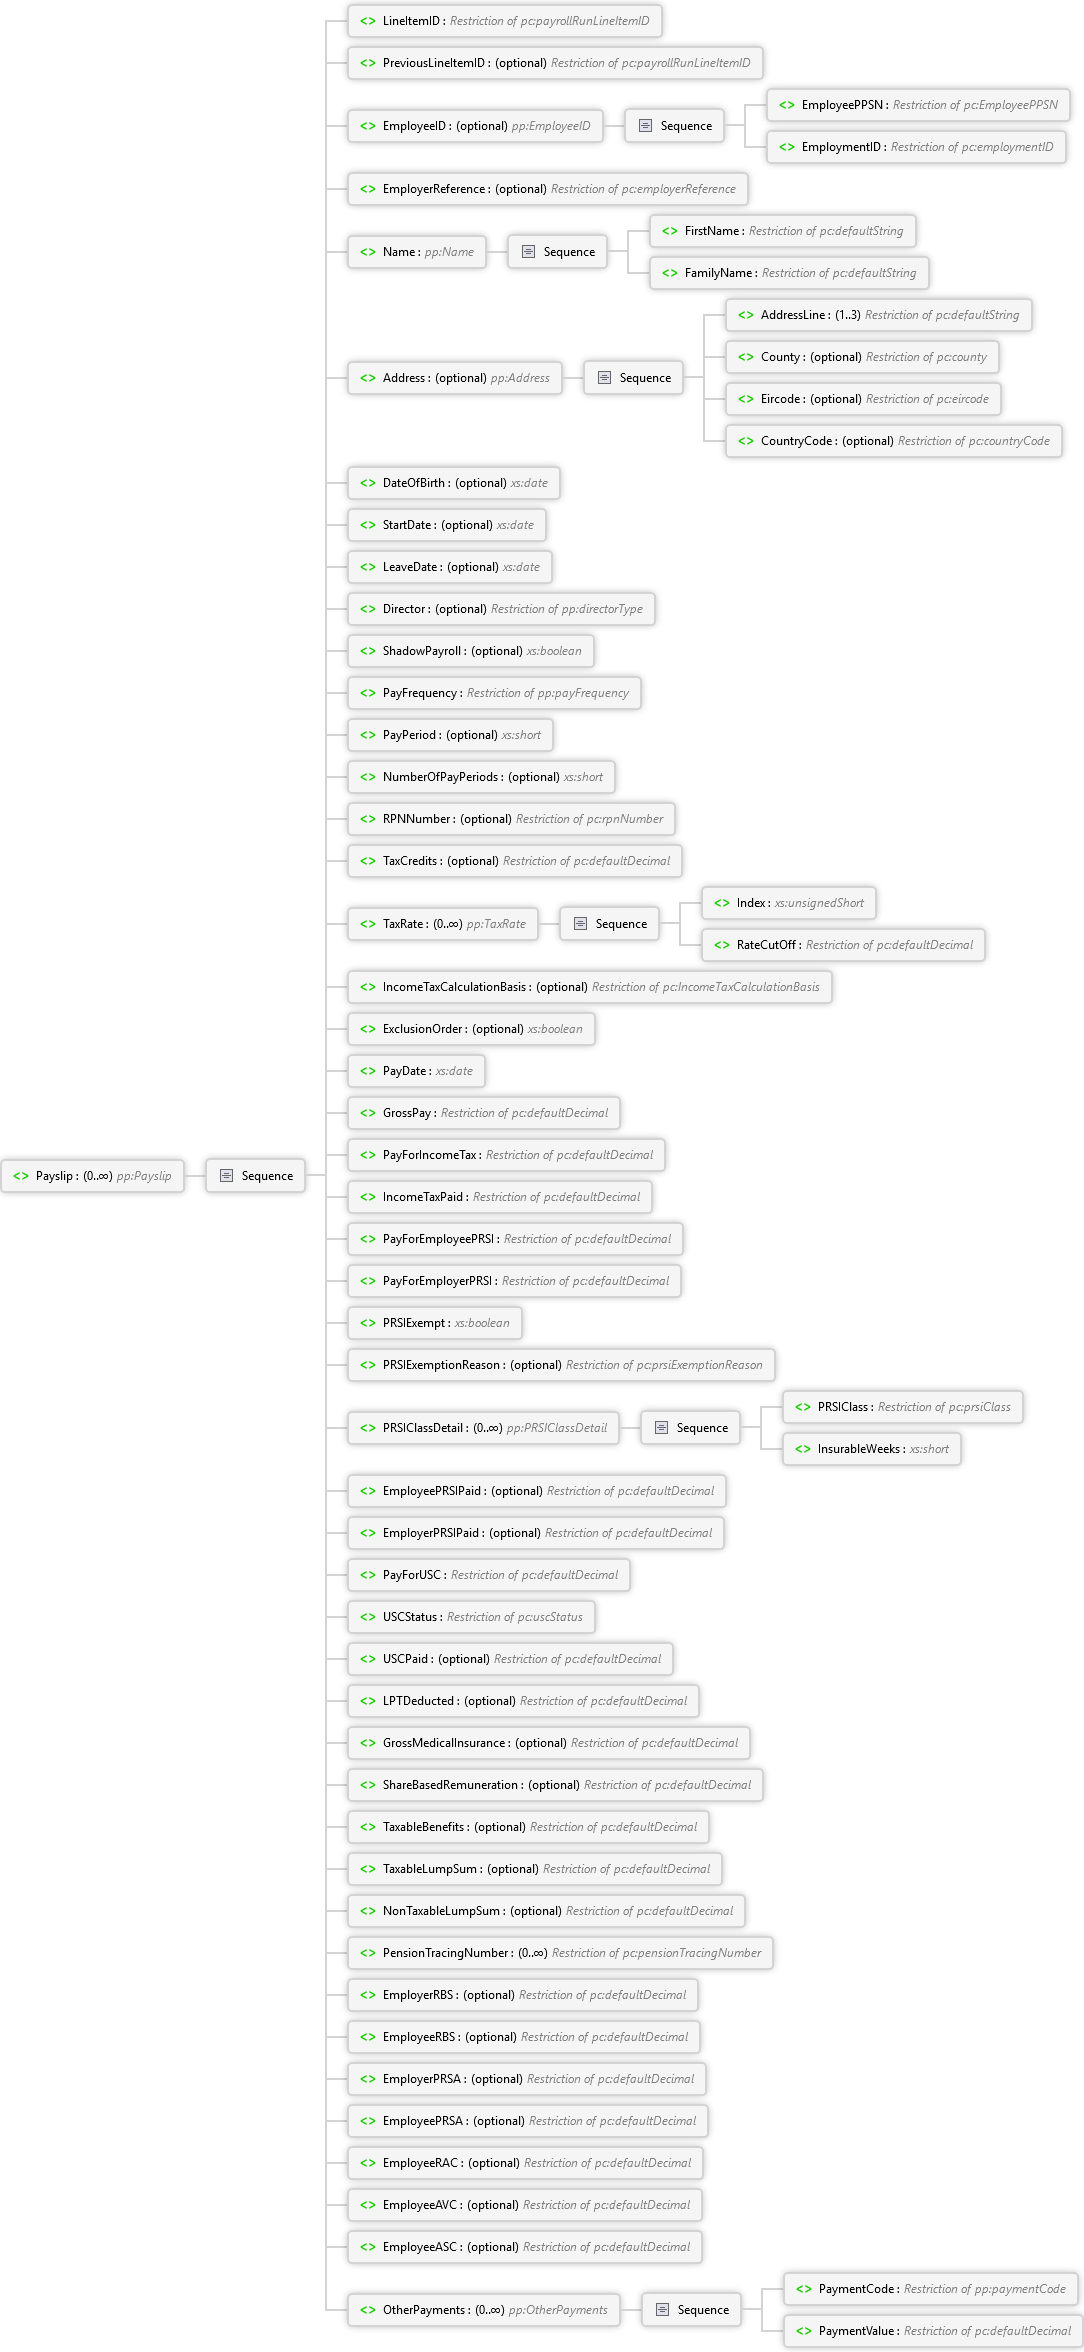 <> LineItemID : Restriction of pc:payrollRunLineItemID
<> PreviousLineItemID : (optional) Restriction of pc:payrollRunLineItemID
<> EmployeeID : (optional) pp:EmployeeID
Sequence
<> EmployeePPSN : Restriction of pc:EmployeePPSN
<> EmploymentID : Restriction of pc:employmentID
<> EmployerReference : (optional) Restriction of pc:employerReference
<> Name : pp:Name
Sequence
<> FirstName : Restriction of pc:defaultString
<> FamilyName : Restriction of pc:defaultString
<> Address : (optional) pp:Address
Sequence
<> AddressLine : (1..3) Restriction of pc:defaultString
<> County : (optional) Restriction of pc:county
<> Eircode : (optional) Restriction of pc:eircode
<> CountryCode : (optional) Restriction of pc:countryCode
<> DateOfBirth : (optional) xs:date
<> StartDate : (optional) xs:date
<> LeaveDate : (optional) xs:date
<> Director : (optional) Restriction of pp:directorType
<> ShadowPayroll : (optional) xs:boolean
<> PayFrequency : Restriction of pp:payFrequency
<> PayPeriod : (optional) xs:short
<> NumberOfPayPeriods : (optional) xs:short
<> RPNNumber : (optional) Restriction of pc:rpnNumber
<> TaxCredits : (optional) Restriction of pc:defaultDecimal
<> TaxRate : (0..∞) pp:TaxRate
Sequence
<> Index : xs:unsignedShort
<> RateCutOff : Restriction of pc:defaultDecimal
<> IncomeTaxCalculationBasis : (optional) Restriction of pc:IncomeTaxCalculationBasis
<> ExclusionOrder : (optional) xs:boolean
<> PayDate : xs:date
<> GrossPay : Restriction of pc:defaultDecimal
<> PayForIncomeTax : Restriction of pc:defaultDecimal
<> Payslip : (0..∞) pp:Payslip
Sequence
<> IncomeTaxPaid : Restriction of pc:defaultDecimal
<> PayForEmployeePRSI : Restriction of pc:defaultDecimal
<> PayForEmployerPRSI : Restriction of pc:defaultDecimal
<> PRSIExempt : xs:boolean
<> PRSIExemptionReason : (optional) Restriction of pc:prsiExemptionReason
<> PRSIClassDetail : (0..∞) pp:PRSIClassDetail
Sequence
<> PRSIClass : Restriction of pc:prsiClass
<> InsurableWeeks : xs:short
<> EmployeePRSIPaid : (optional) Restriction of pc:defaultDecimal
<> EmployerPRSIPaid : (optional) Restriction of pc:defaultDecimal
<> PayForUSC : Restriction of pc:defaultDecimal
<> USCStatus : Restriction of pc:uscStatus
<> USCPaid : (optional) Restriction of pc:defaultDecimal
<> LPTDeducted : (optional) Restriction of pc:defaultDecimal
<> GrossMedicalInsurance : (optional) Restriction of pc:defaultDecimal
<> ShareBasedRemuneration : (optional) Restriction of pc:defaultDecimal
<> TaxableBenefits : (optional) Restriction of pc:defaultDecimal
<> TaxableLumpSum : (optional) Restriction of pc:defaultDecimal
<> NonTaxableLumpSum : (optional) Restriction of pc:defaultDecimal
<> PensionTracingNumber : (0..∞) Restriction of pc:pensionTracingNumber
<> EmployerRBS : (optional) Restriction of pc:defaultDecimal
<> EmployeeRBS : (optional) Restriction of pc:defaultDecimal
<> EmployerPRSA : (optional) Restriction of pc:defaultDecimal
<> EmployeePRSA : (optional) Restriction of pc:defaultDecimal
<> EmployeeRAC : (optional) Restriction of pc:defaultDecimal
<> EmployeeAVC : (optional) Restriction of pc:defaultDecimal
<> EmployeeASC : (optional) Restriction of pc:defaultDecimal
<> OtherPayments : (0..∞) pp:OtherPayments
Sequence
<> PaymentCode : Restriction of pp:paymentCode
<> PaymentValue : Restriction of pc:defaultDecimal